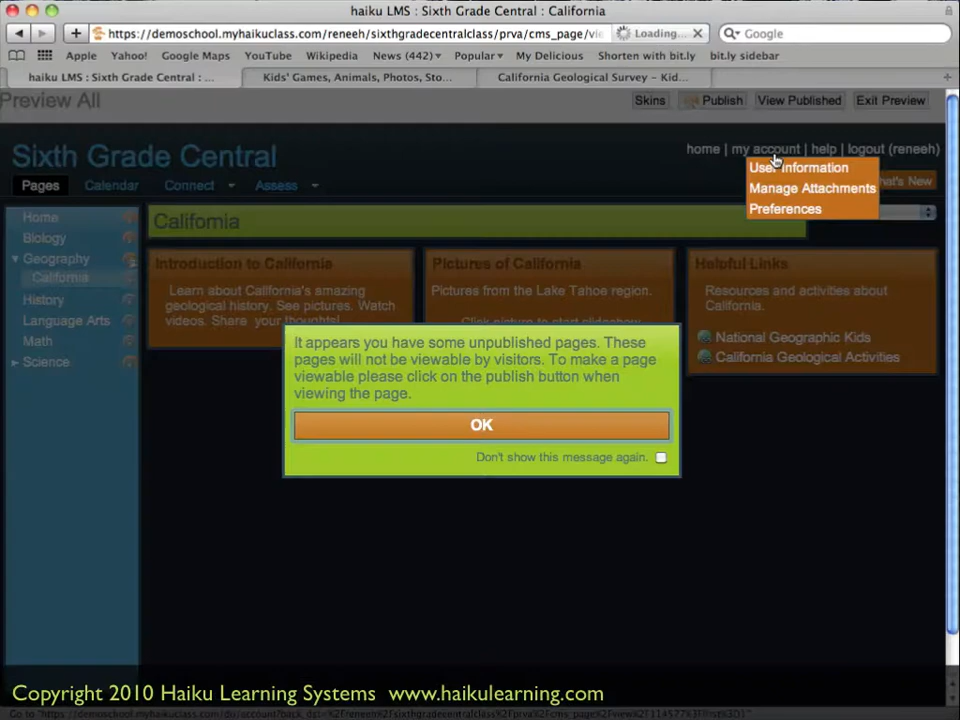 haiku LMS : Sixth Grade Central : California
https://demoschool.myhaikuclass.com/reneeh/sixthgradecentralclass/prva/cms_page/vie Loading... Google
Apple Yahoo! Google Maps YouTube Wikipedia News (442) Popular My Delicious Shorten with bit.ly bit.ly sidebar
haiku LMS : Sixth Grade Central : ... Kids' Games, Animals, Photos, Sto... California Geological Survey - Kid...
Preview All Skins Publish View Published Exit Preview
Sixth Grade Central
home | my account | help | logout (reneeh)
User Information
Manage Attachments
Preferences
What's New
Pages Calendar Connect Assess
Home
Biology
Geography
California
History
Language Arts
Math
Science
California
Introduction to California
Learn about California's amazing
geological history. See pictures. Watch
videos. Share your thoughts!
Pictures of California
Pictures from the Lake Tahoe region.
Click picture to start slideshow
Helpful Links
Resources and activities about
California.
National Geographic Kids
California Geological Activities
It appears you have some unpublished pages. These
pages will not be viewable by visitors. To make a page
viewable please click on the publish button when
viewing the page.
OK
Don't show this message again.
Copyright 2010 Haiku Learning Systems www.haikulearning.com